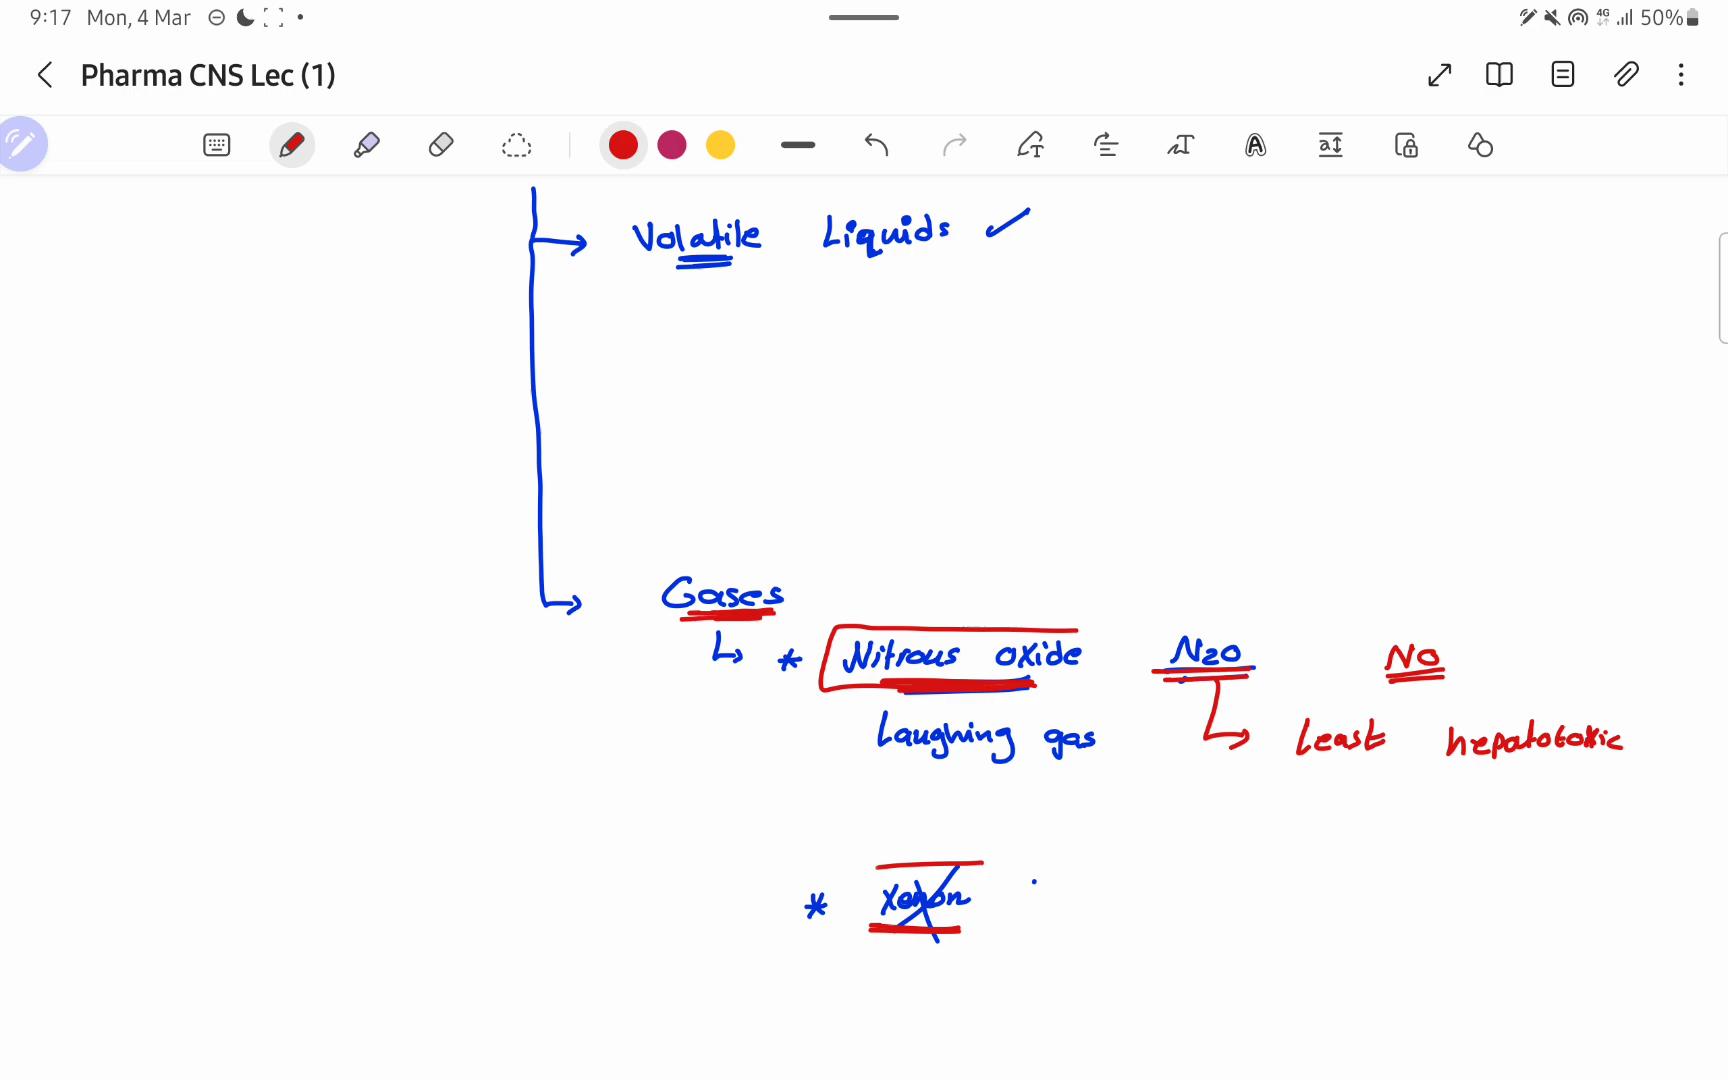 9:17 Mon, 4 Mar 4G 50%
Pharma CNS Lec (1)
Volatile Liquids
Gases
* Nitrous oxide N2O NO
Laughing gas Least hepatotoxic
* Xenon